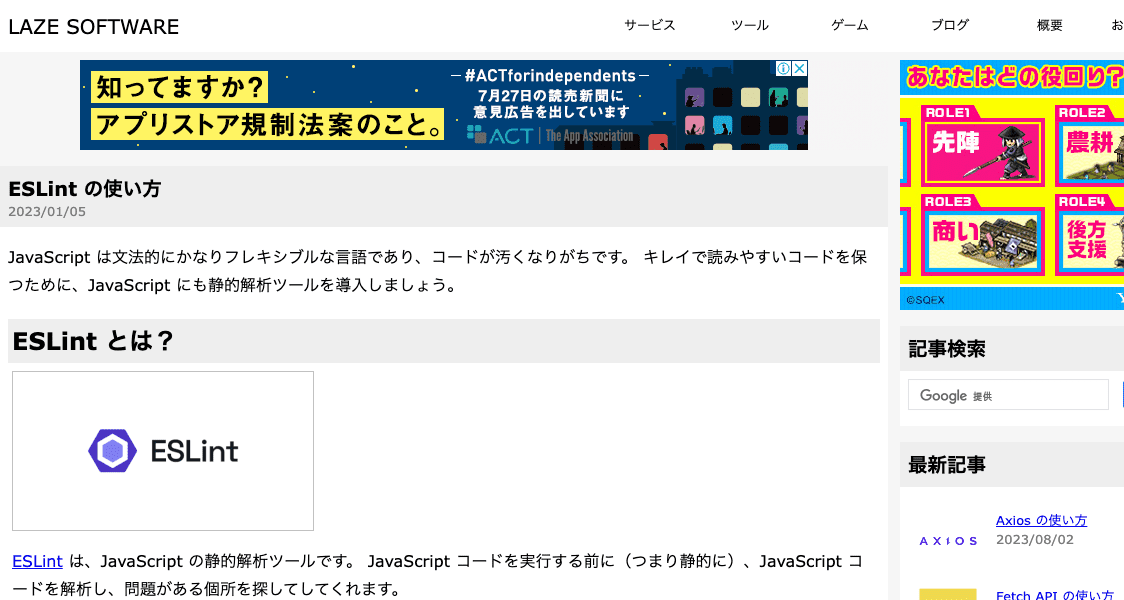 LAZE SOFTWARE
サービス
ツール
ゲーム
ブログ
概要
お
知ってますか?
アプリストア規制法案のこと。
#ACTforindependents
7月27日の読売新聞に
意見広告を出しています
ACT | The App Association
あなたはどの役回り?
ROLE1
先陣
ROLE2
農耕
ROLE3
商い
ROLE4
後方
支援
©SQEX
ESLint の使い方
2023/01/05
JavaScript は文法的にかなりフレキシブルな言語であり、コードが汚くなりがちです。 キレイで読みやすいコードを保
つために、JavaScript にも静的解析ツールを導入しましょう。
ESLint とは？
ESLint
ESLint は、JavaScript の静的解析ツールです。 JavaScript コードを実行する前に（つまり静的に）、JavaScript コ
ードを解析し、問題がある個所を探してしてくれます。
記事検索
Google 提供
最新記事
AXIOS
Axios の使い方
2023/08/02
Fetch API の使い方